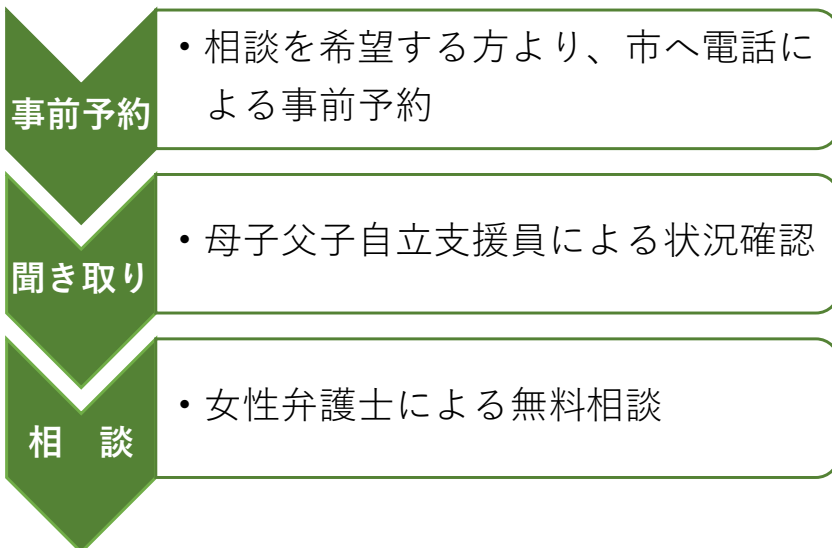 事前予約
・相談を希望する方より、市へ電話に
よる事前予約
聞き取り
・母子父子自立支援員による状況確認
相　談
・女性弁護士による無料相談